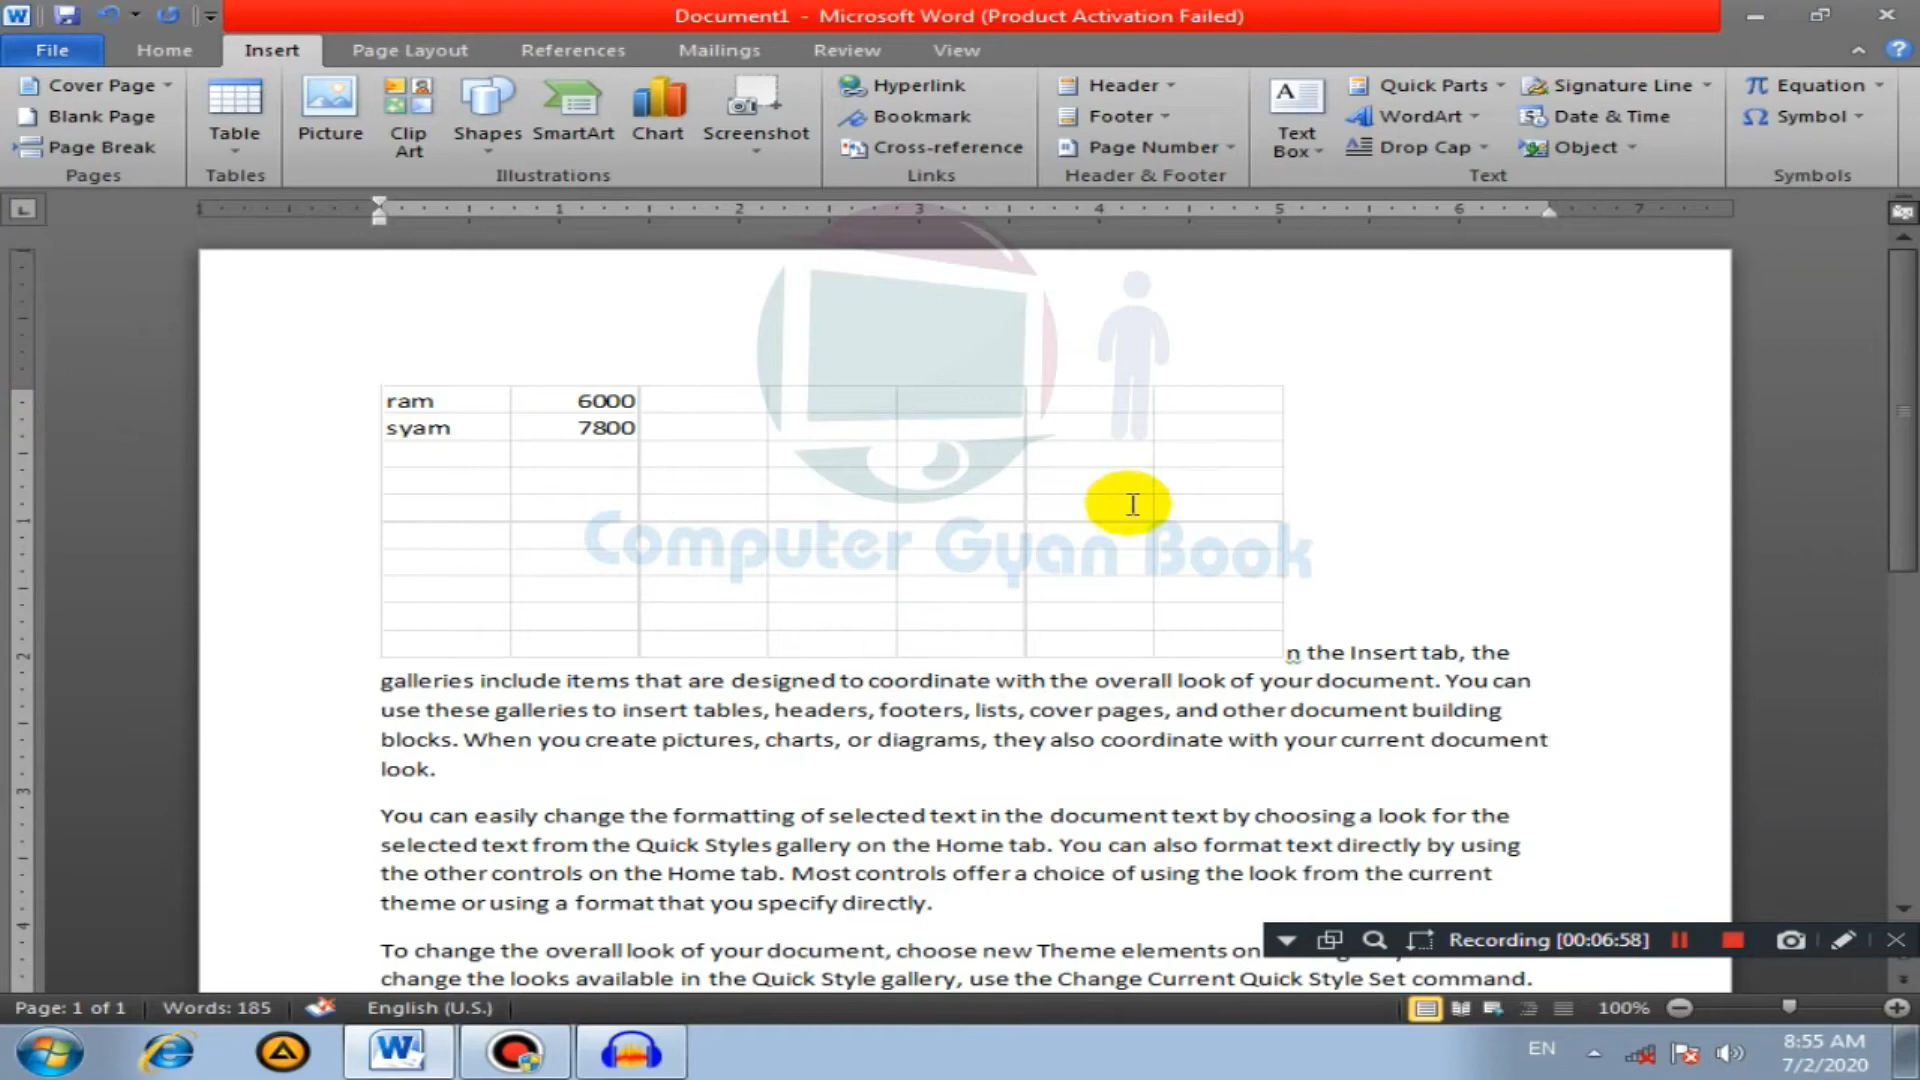 Document1 - Microsoft Word (Product Activation Failed)
File Home Insert Page Layout References Mailings Review View
Cover Page
Blank Page
Page Break
Pages
Table
Tables
Picture
Clip Art
Shapes
SmartArt
Chart
Screenshot
Illustrations
Hyperlink
Bookmark
Cross-reference
Links
Header
Footer
Page Number
Header & Footer
Text Box
Quick Parts
WordArt
Drop Cap
Signature Line
Date & Time
Object
Text
Equation
Symbol
Symbols
1 2 3 4 5 6 7
ram 6000
syam 7800
Computer Gyan Book
n the Insert tab, the
galleries include items that are designed to coordinate with the overall look of your document. You can
use these galleries to insert tables, headers, footers, lists, cover pages, and other document building
blocks. When you create pictures, charts, or diagrams, they also coordinate with your current document
look.
You can easily change the formatting of selected text in the document text by choosing a look for the
selected text from the Quick Styles gallery on the Home tab. You can also format text directly by using
the other controls on the Home tab. Most controls offer a choice of using the look from the current
theme or using a format that you specify directly.
To change the overall look of your document, choose new Theme elements on
change the looks available in the Quick Style gallery, use the Change Current Quick Style Set command.
Recording [00:06:58]
Page: 1 of 1 Words: 185 English (U.S.) 100%
EN
8:55 AM
7/2/2020